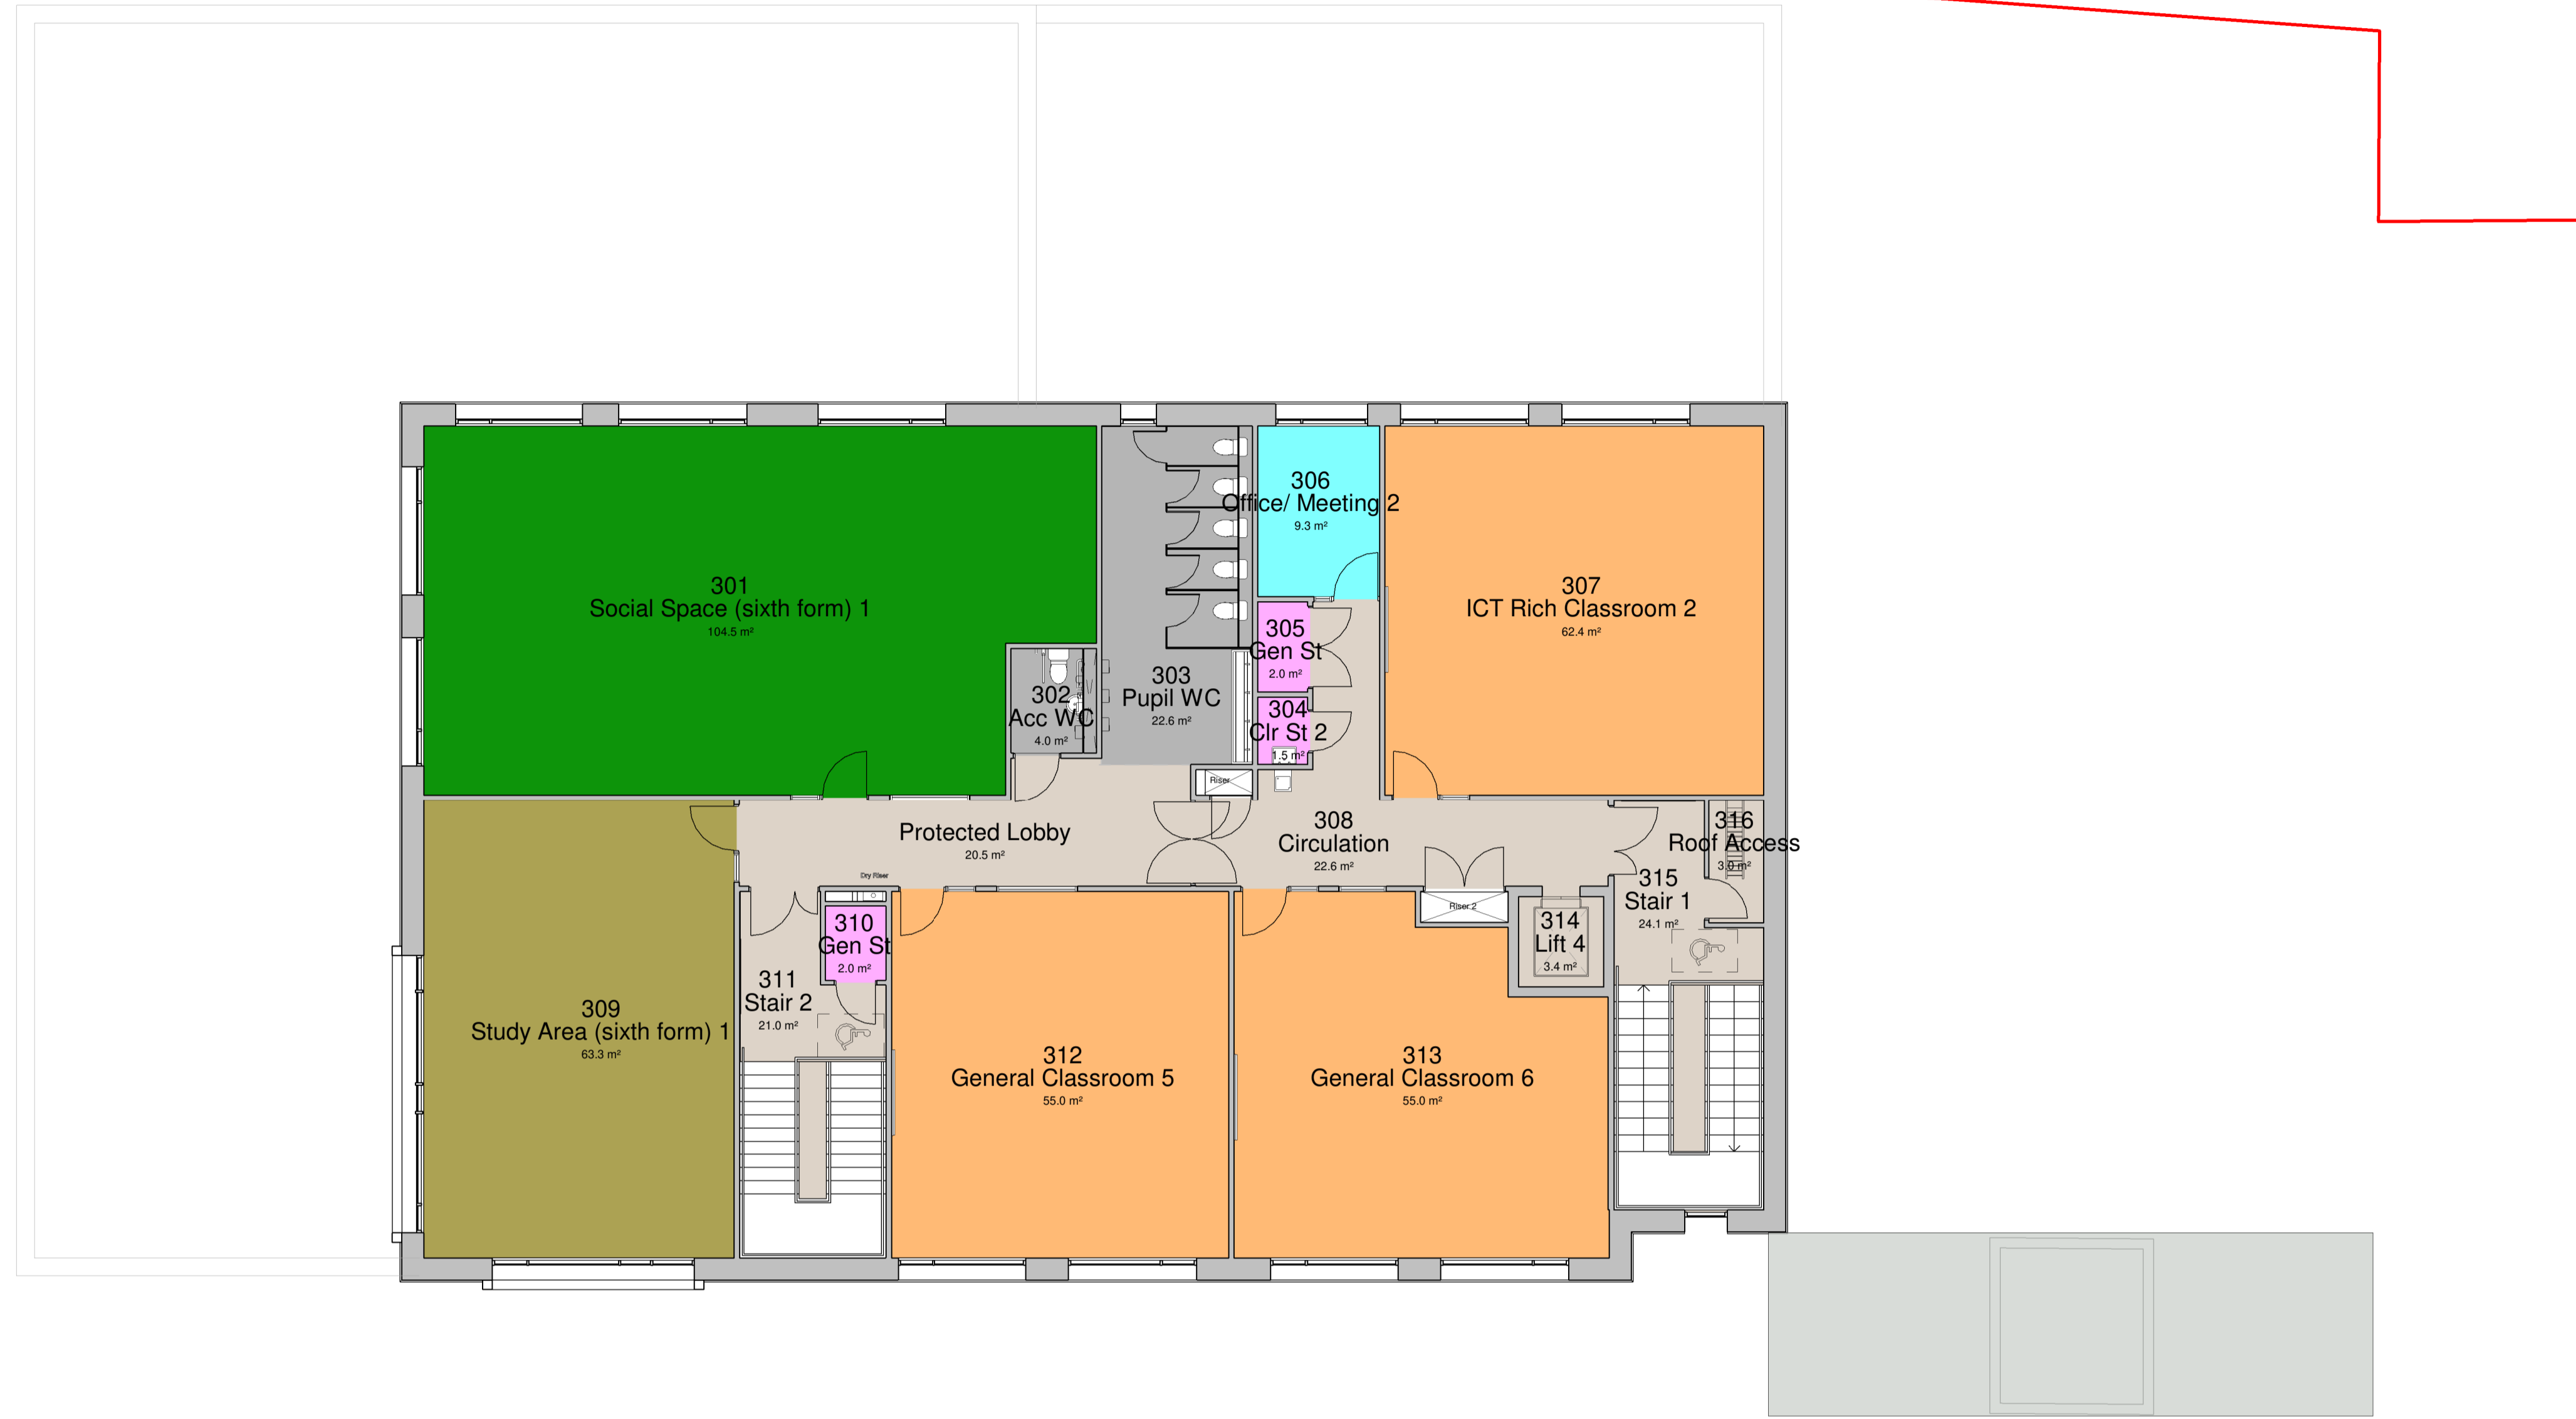 301
Social Space (sixth form) 1
104.5 m²
302
Acc WC
4.0 m²
303
Pupil WC
22.6 m²
306
Office/ Meeting 2
9.3 m²
305
Gen St
2.0 m²
304
Clr St 2
1.5 m²
307
ICT Rich Classroom 2
62.4 m²
Riser
Protected Lobby
20.5 m²
Dry Riser
308
Circulation
22.6 m²
316
Roof Access
3.0 m²
315
Stair 1
24.1 m²
309
Study Area (sixth form) 1
63.3 m²
310
Gen St
2.0 m²
311
Stair 2
21.0 m²
312
General Classroom 5
55.0 m²
313
General Classroom 6
55.0 m²
Riser 2
314
Lift 4
3.4 m²